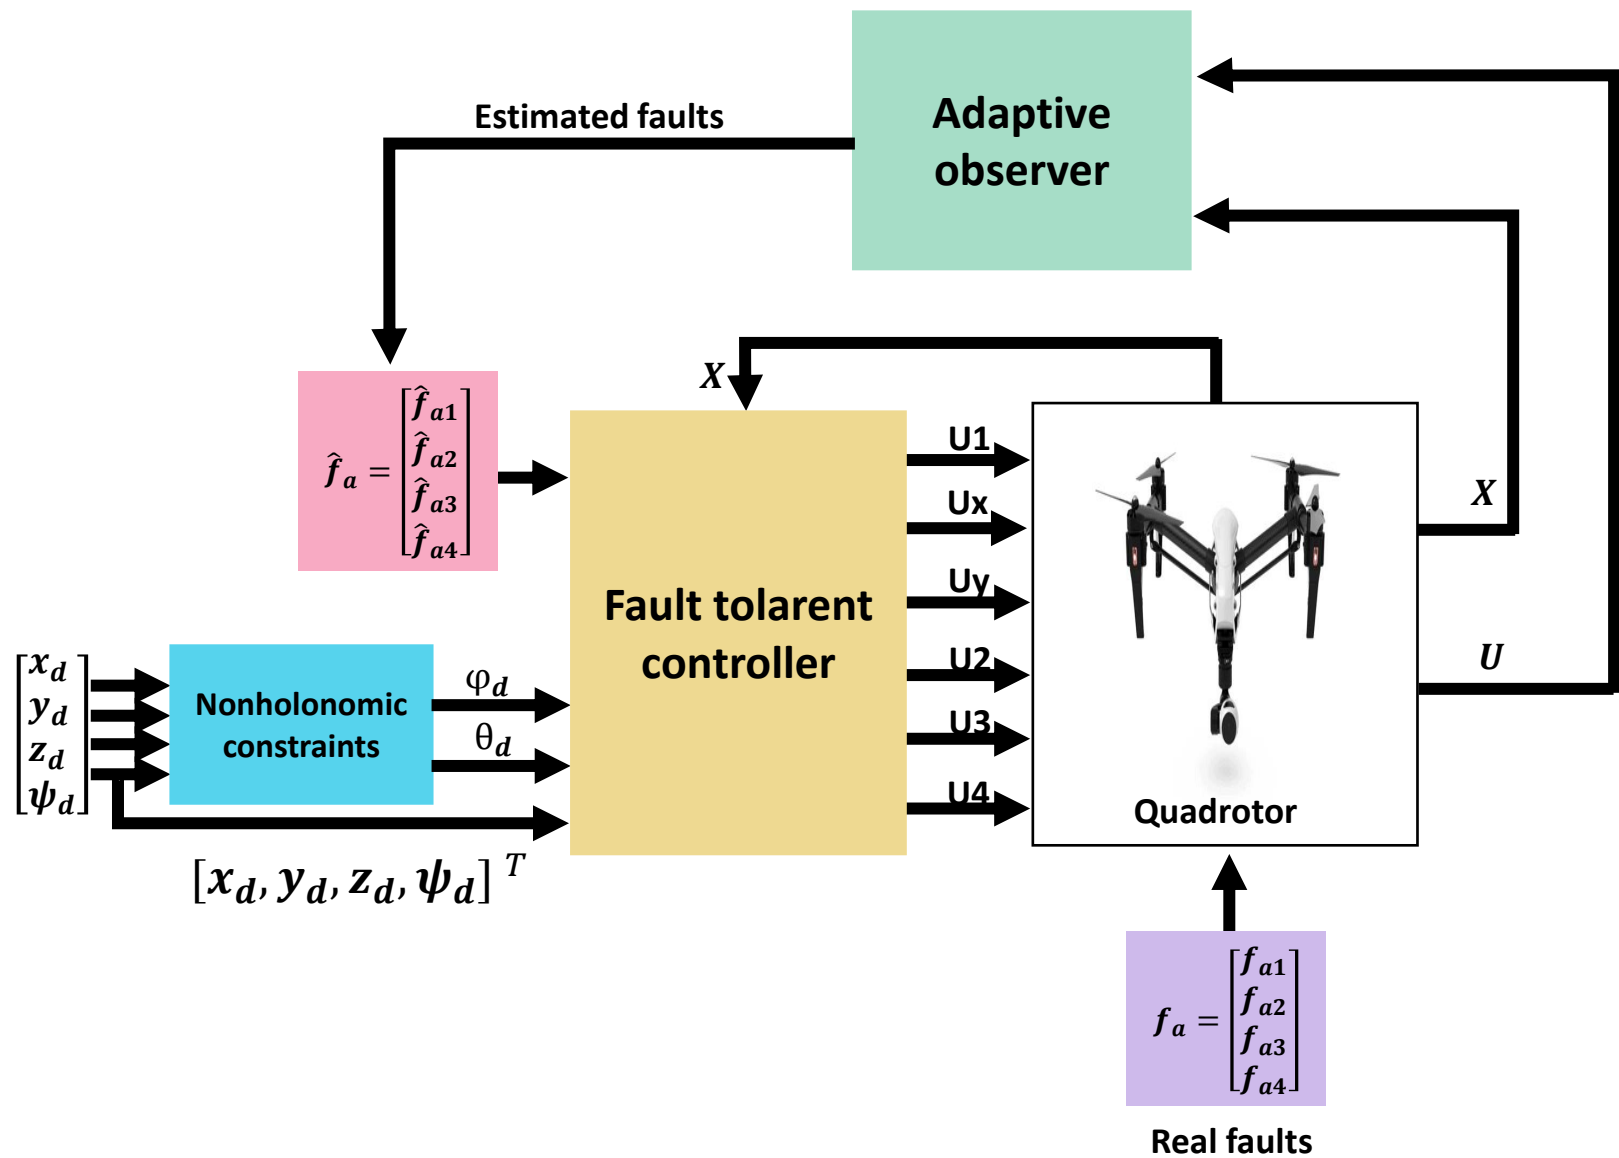 Adaptive
observer
Estimated faults
X
f̂a = [f̂a1
f̂a2
f̂a3
f̂a4]
U1
Ux
Uy
U2
U3
U4
Fault tolarent
controller
X
U
[xd
yd
zd
ψd]
Nonholonomic
constraints
φd
θd
[xd, yd, zd, ψd] T
Quadrotor
fa = [fa1
fa2
fa3
fa4]
Real faults